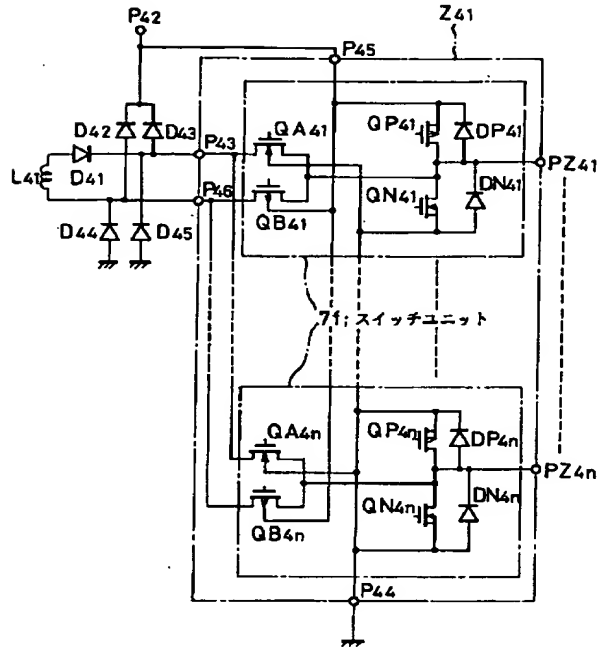 P42
Z41
P45
D42
D43
P43
QA41
QP41
DP41
L41
D41
P46
PZ41
QN41
DN41
D44
D45
QB41
7f; スイッチユニット
QA4n
QP4n
DP4n
PZ4n
QN4n
DN4n
QB4n
P44